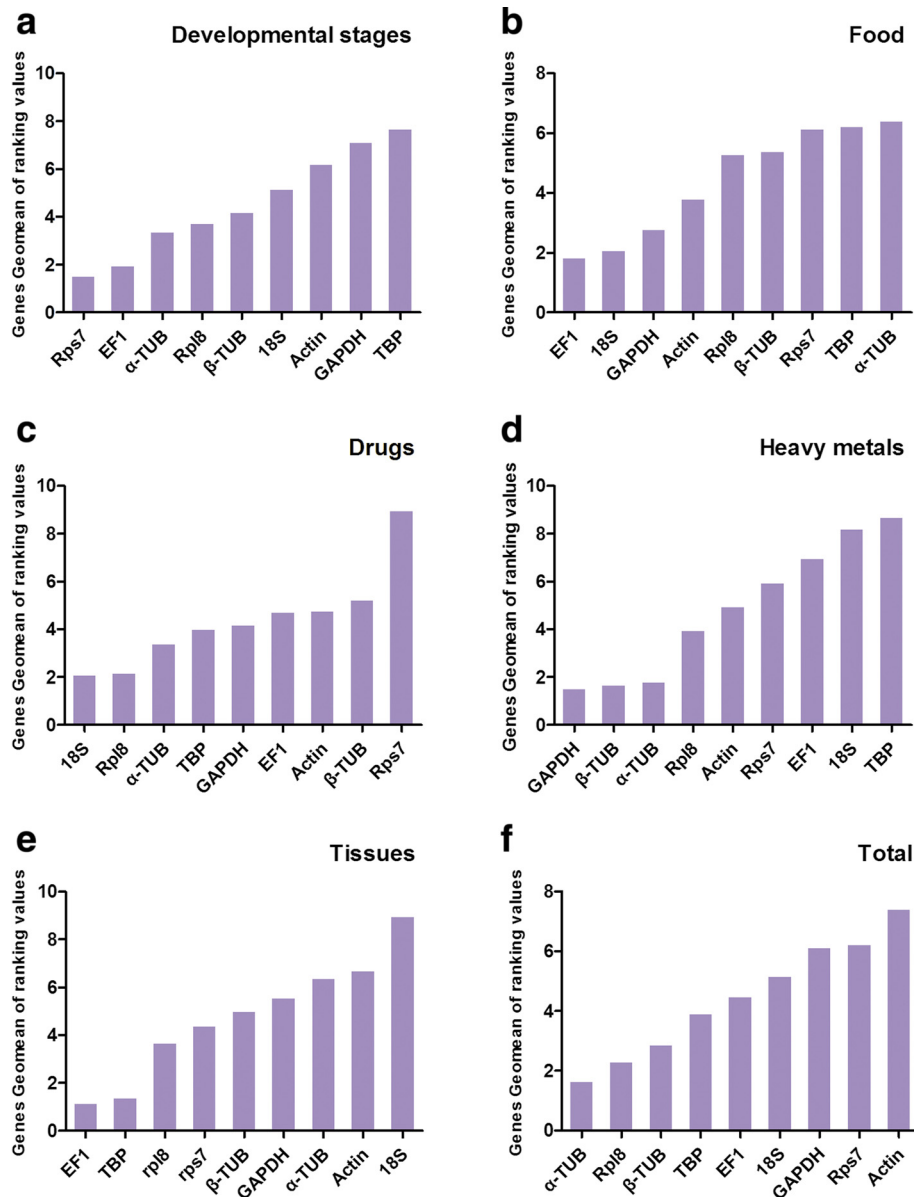 a
Developmental stages
Genes Geomean of ranking values
10
8
6
4
2
0
Rps7
EF1
α-TUB
Rpl8
β-TUB
18S
Actin
GAPDH
TBP
b
Food
Genes Geomean of ranking values
8
6
4
2
0
EF1
18S
GAPDH
Actin
Rpl8
β-TUB
Rps7
TBP
α-TUB
c
Drugs
Genes Geomean of ranking values
10
8
6
4
2
0
18S
Rpl8
α-TUB
TBP
GAPDH
EF1
Actin
β-TUB
Rps7
d
Heavy metals
Genes Geomean of ranking values
10
8
6
4
2
0
GAPDH
β-TUB
α-TUB
Rpl8
Actin
Rps7
EF1
18S
TBP
e
Tissues
Genes Geomean of ranking values
10
8
6
4
2
0
EF1
TBP
rpl8
rps7
β-TUB
GAPDH
α-TUB
Actin
18S
f
Total
Genes Geomean of ranking values
8
6
4
2
0
α-TUB
Rpl8
β-TUB
TBP
EF1
18S
GAPDH
Rps7
Actin